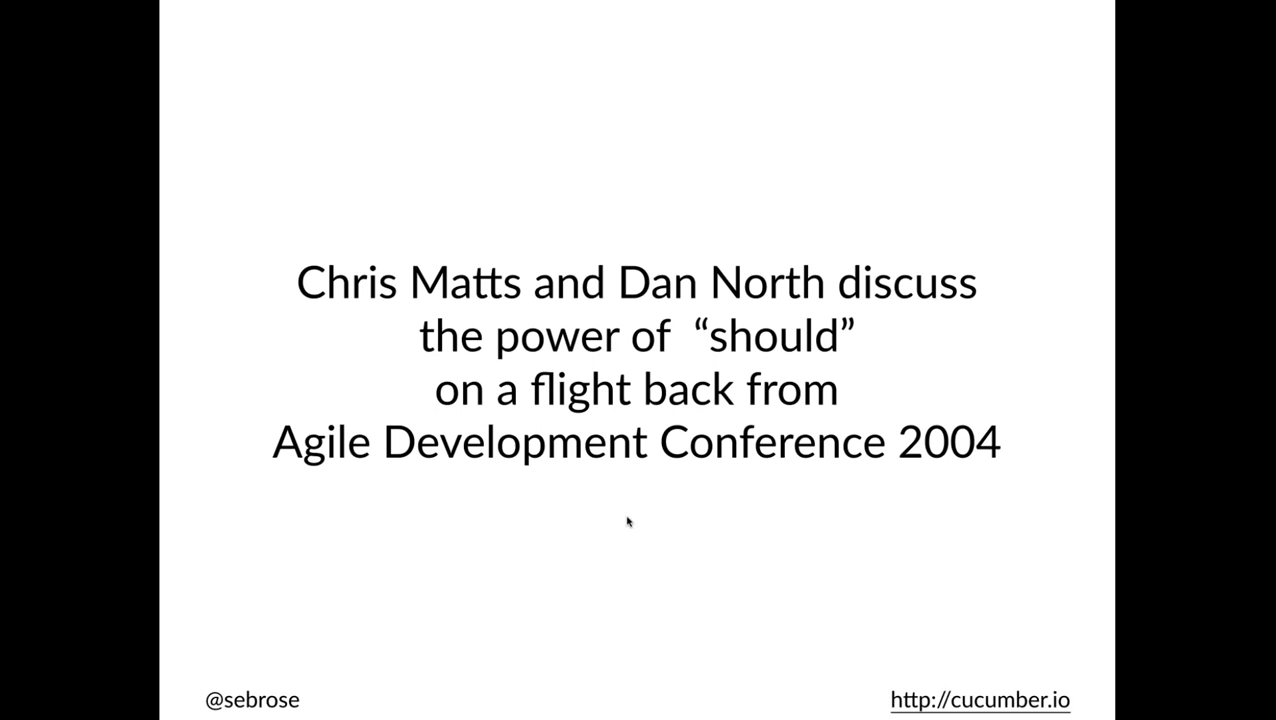 Chris Matts and Dan North discuss
the power of  “should”
on a flight back from
Agile Development Conference 2004
@sebrose
http://cucumber.io